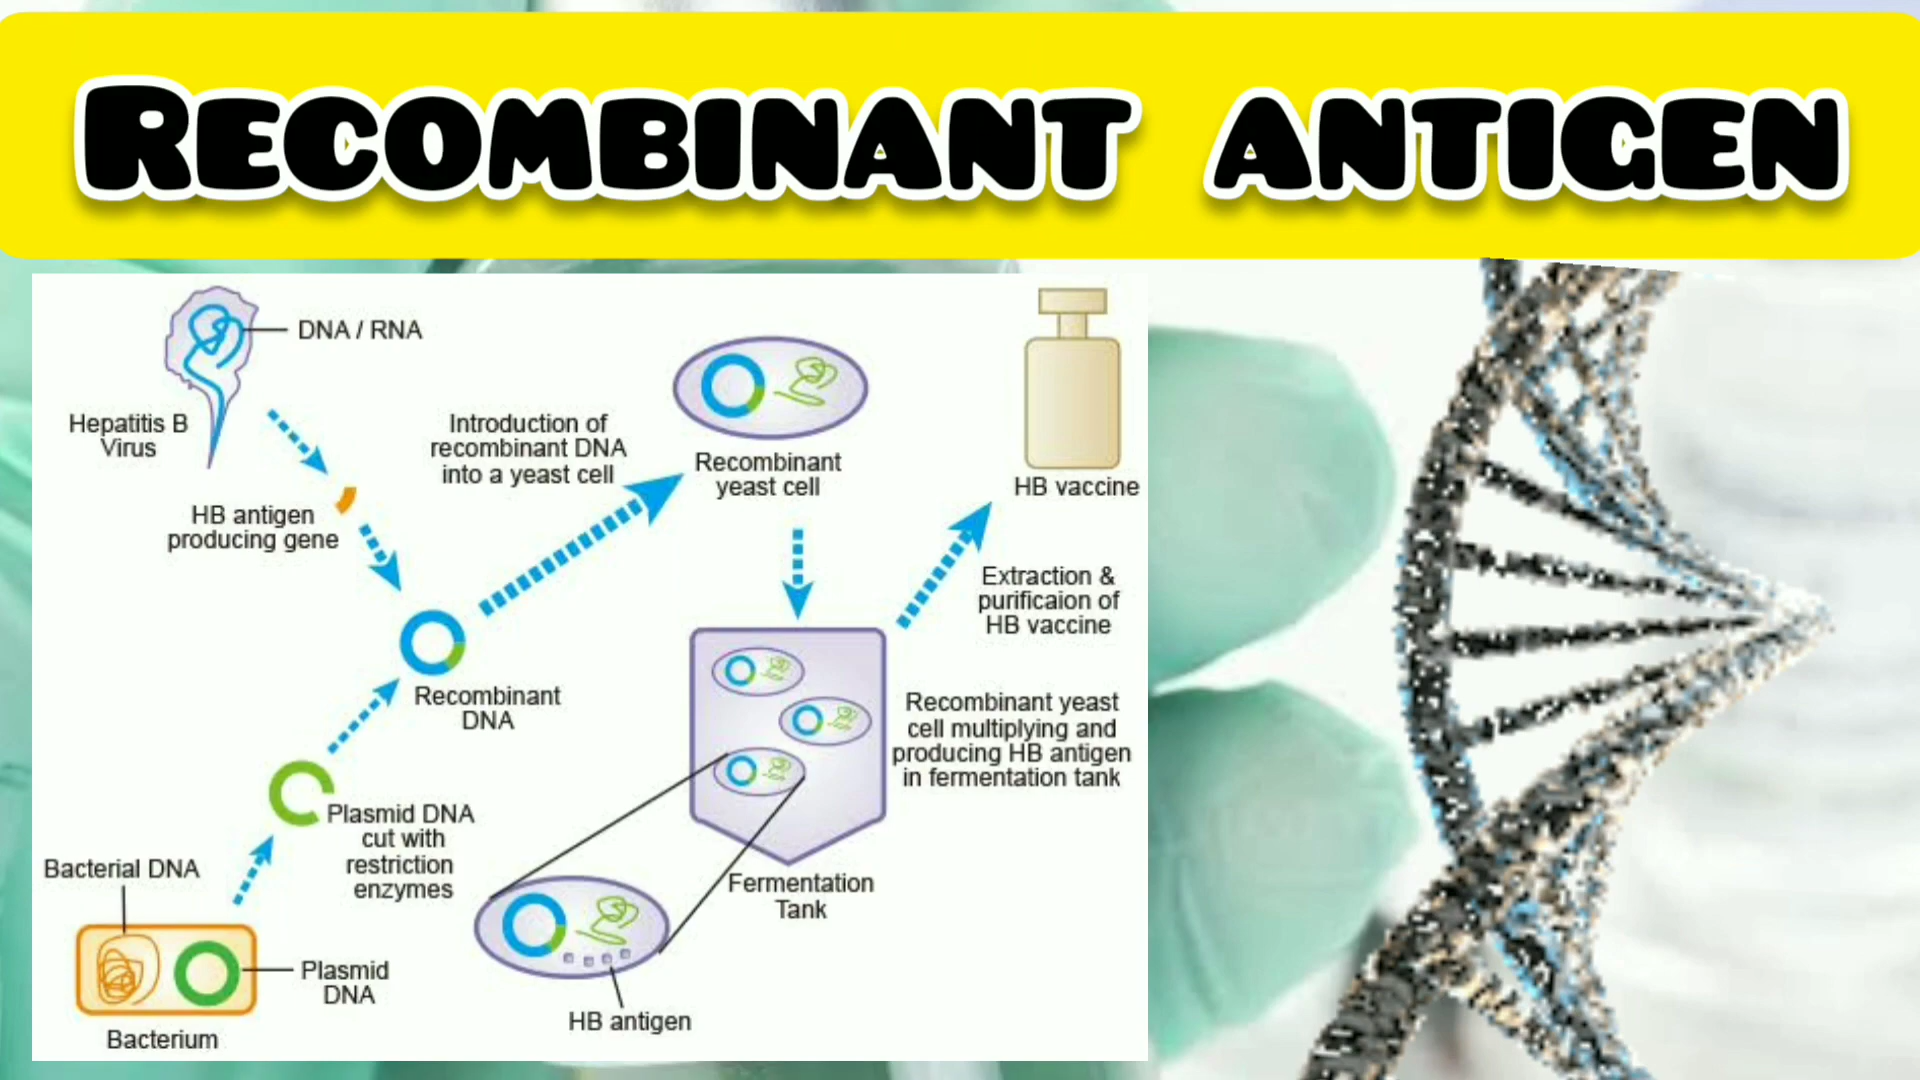 RECOMBINANT ANTIGEN
DNA / RNA
Hepatitis B
Virus
HB antigen
producing gene
Introduction of
recombinant DNA
into a yeast cell
Recombinant
yeast cell
HB vaccine
Extraction &
purificaion of
HB vaccine
Recombinant
DNA
Recombinant yeast
cell multiplying and
producing HB antigen
in fermentation tank
Plasmid DNA
cut with
restriction
enzymes
Bacterial DNA
Fermentation
Tank
Plasmid
DNA
Bacterium
HB antigen